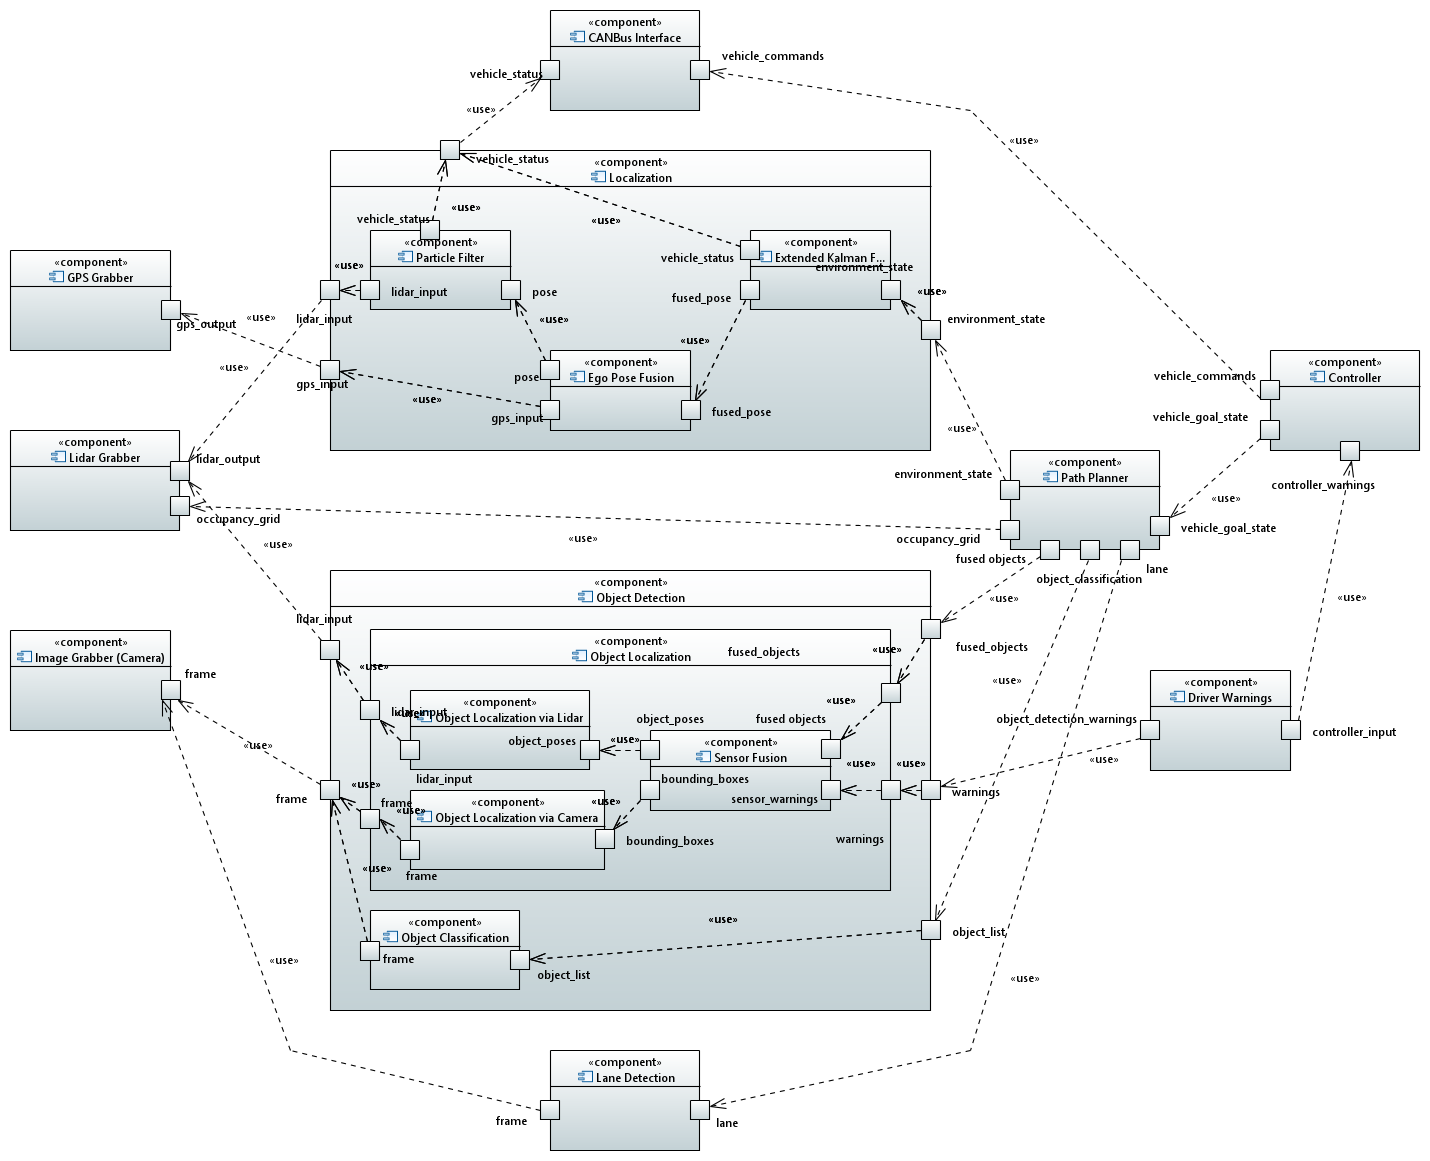 «component»
CANBus Interface
vehicle_status
vehicle_commands
«use»
«use»
vehicle_status
«component»
Localization
vehicle_status
«use»
«use»
«component»
Particle Filter
«use»
lidar_input
lidar_input
pose
vehicle_status
«component»
Extended Kalman F...
environment_state
fused_pose
«use»
environment_state
«use»
«use»
«component»
Ego Pose Fusion
pose
gps_input
fused_pose
gps_input
«use»
«component»
GPS Grabber
gps_output
«use»
«use»
«component»
Lidar Grabber
lidar_output
occupancy_grid
«use»
«use»
«use»
«component»
Controller
vehicle_commands
vehicle_goal_state
controller_warnings
«component»
Path Planner
environment_state
occupancy_grid
vehicle_goal_state
fused objects
object_classification
lane
«use»
«use»
«use»
«use»
«component»
Object Detection
lidar_input
fused_objects
«component»
Object Localization
fused_objects
«use»
«use»
«use»
lidar_input
«use»
«component»
Object Localization via Lidar
object_poses
lidar_input
object_poses
fused objects
«use»
«component»
Sensor Fusion
bounding_boxes
sensor_warnings
«use»
«use»
warnings
warnings
«component»
Image Grabber (Camera)
frame
«use»
frame
«use»
frame
«use»
«component»
Object Localization via Camera
«use»
bounding_boxes
frame
«use»
«component»
Object Classification
frame
object_list
«use»
object_list
«component»
Driver Warnings
object_detection_warnings
controller_input
«use»
«use»
«use»
«component»
Lane Detection
frame
lane